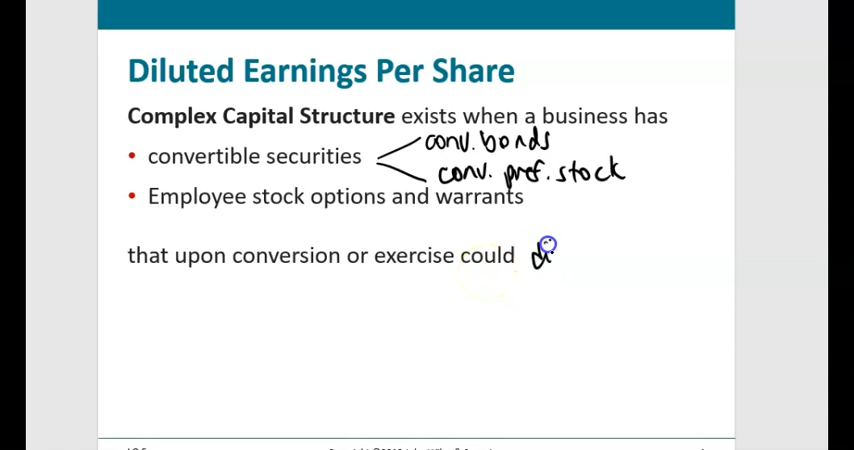 Diluted Earnings Per Share
Complex Capital Structure exists when a business has
conv. bonds
• convertible securities
conv. pref. stock
• Employee stock options and warrants
that upon conversion or exercise could